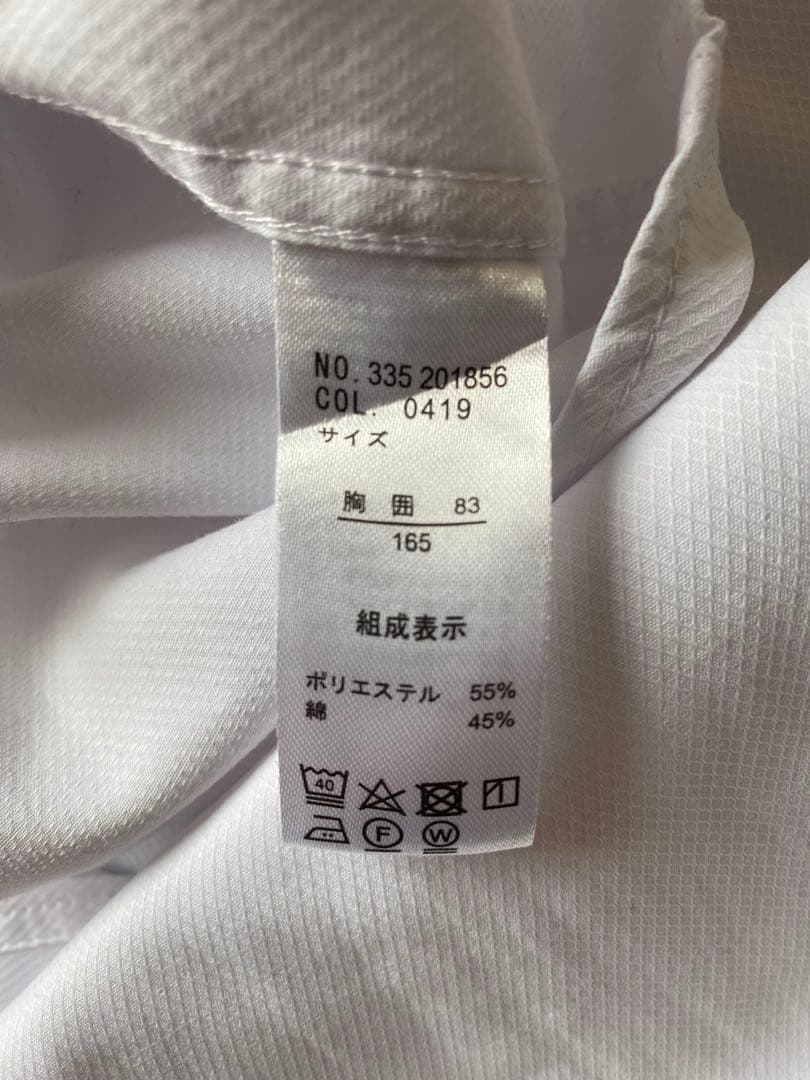 NO. 335 201856
COL. 0419
サイズ
胸囲 83
165
組成表示
ポリエステル 55%
綿 45%
40
F W